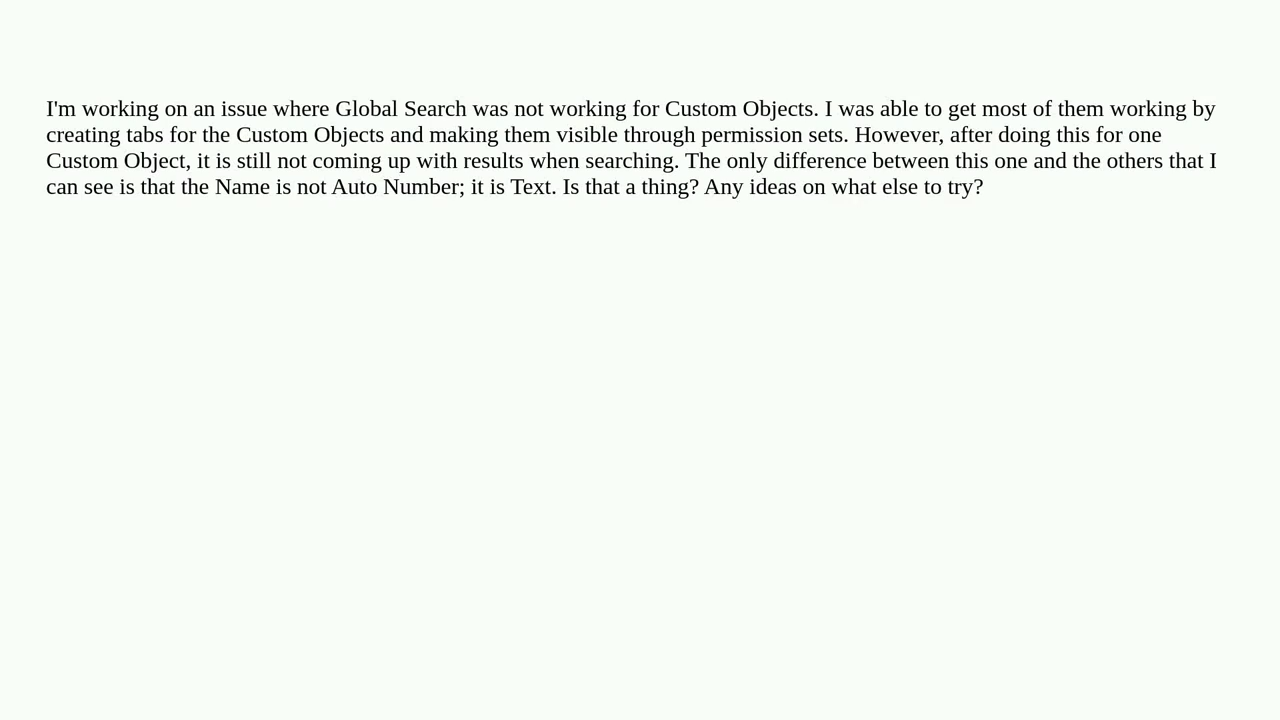 I'm working on an issue where Global Search was not working for Custom Objects. I was able to get most of them working by
creating tabs for the Custom Objects and making them visible through permission sets. However, after doing this for one
Custom Object, it is still not coming up with results when searching. The only difference between this one and the others that I
can see is that the Name is not Auto Number; it is Text. Is that a thing? Any ideas on what else to try?